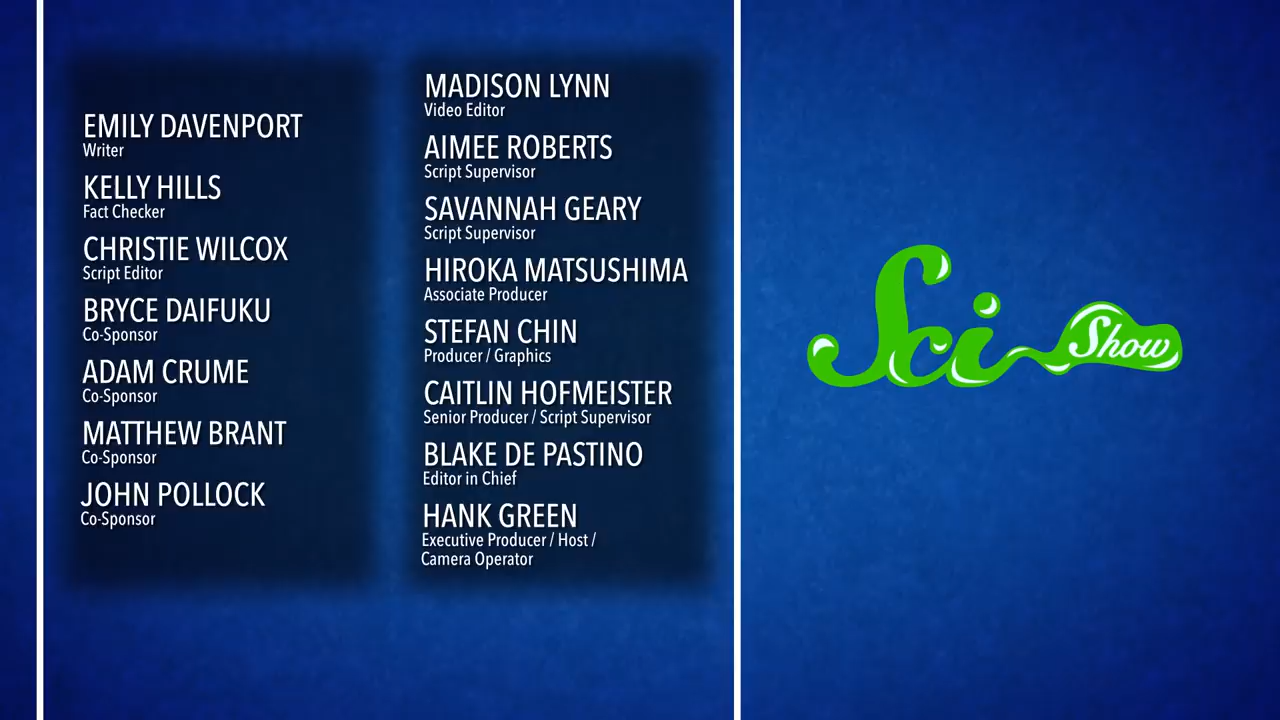 EMILY DAVENPORT
Writer
KELLY HILLS
Fact Checker
CHRISTIE WILCOX
Script Editor
BRYCE DAIFUKU
Co-Sponsor
ADAM CRUME
Co-Sponsor
MATTHEW BRANT
Co-Sponsor
JOHN POLLOCK
Co-Sponsor
MADISON LYNN
Video Editor
AIMEE ROBERTS
Script Supervisor
SAVANNAH GEARY
Script Supervisor
HIROKA MATSUSHIMA
Associate Producer
STEFAN CHIN
Producer / Graphics
CAITLIN HOFMEISTER
Senior Producer / Script Supervisor
BLAKE DE PASTINO
Editor in Chief
HANK GREEN
Executive Producer / Host /
Camera Operator
Sci Show